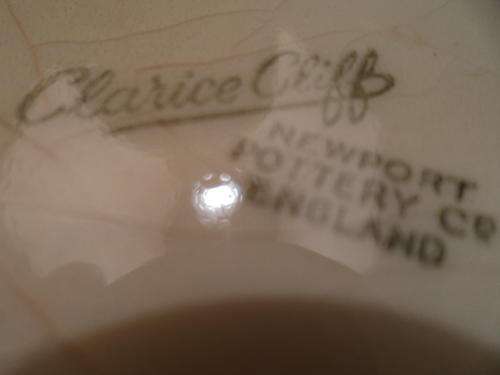 Clarice Cliff
NEWPORT
POTTERY Co
ENGLAND